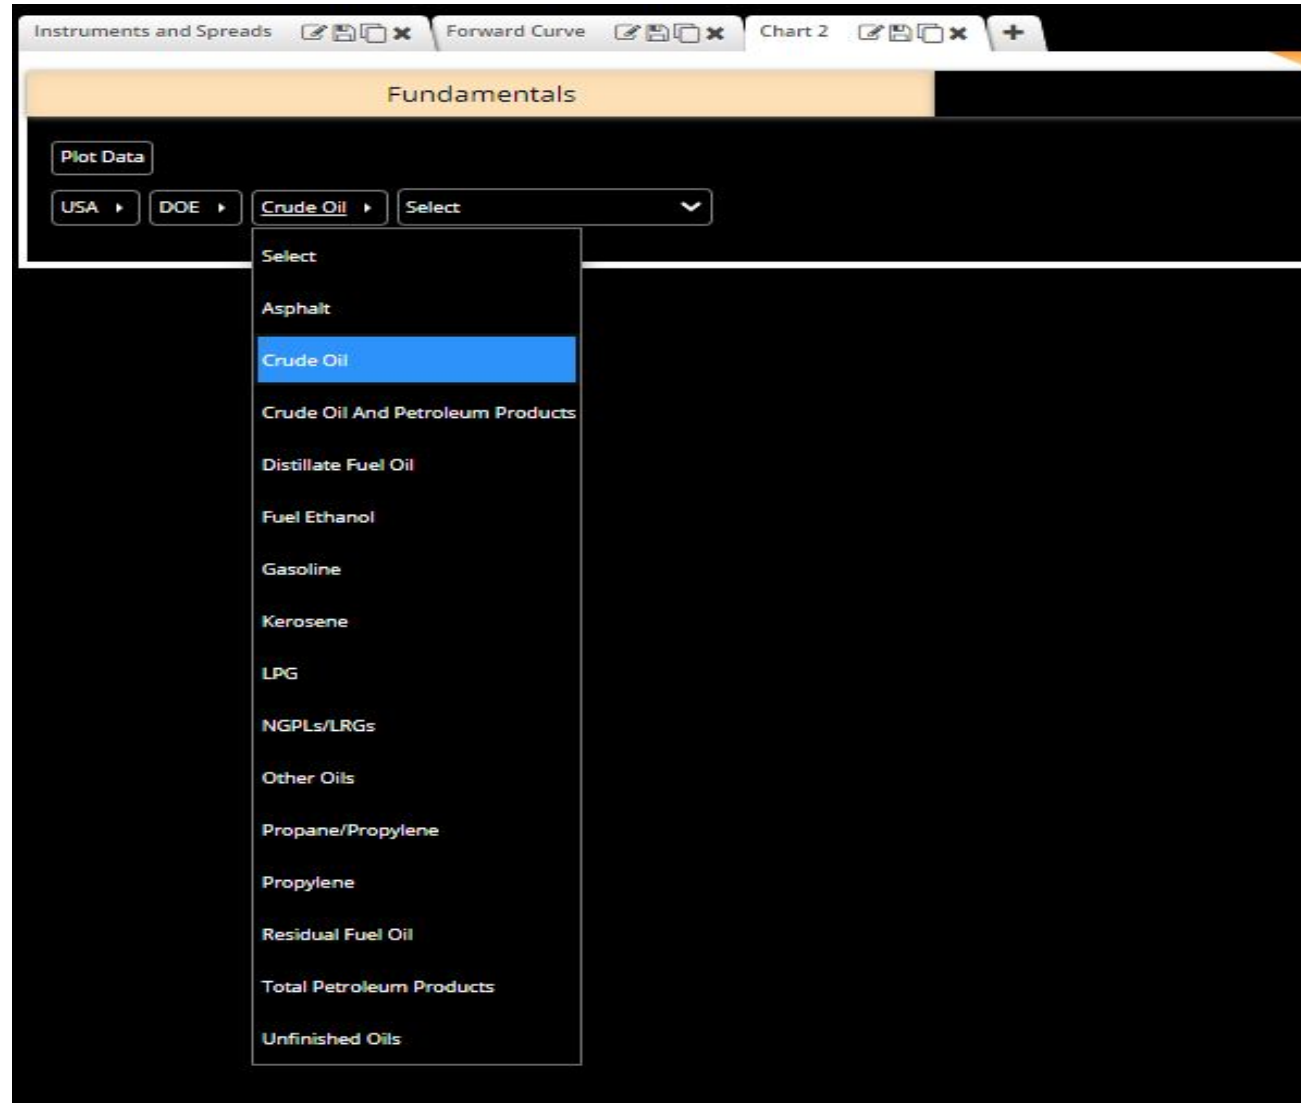 Instruments and Spreads Forward Curve Chart 2
Fundamentals
Plot Data
USA DOE Crude Oil Select
Select
Asphalt
Crude Oil
Crude Oil And Petroleum Products
Distillate Fuel Oil
Fuel Ethanol
Gasoline
Kerosene
LPG
NGPLs/LRGs
Other Oils
Propane/Propylene
Propylene
Residual Fuel Oil
Total Petroleum Products
Unfinished Oils